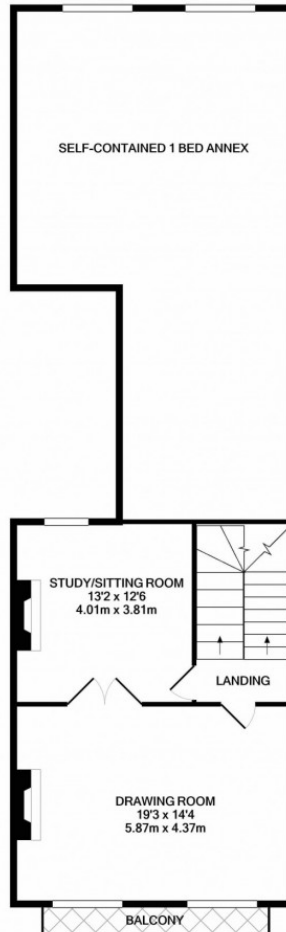 SELF-CONTAINED 1 BED ANNEX
STUDY/SITTING ROOM
13'2 x 12'6
4.01m x 3.81m
LANDING
DRAWING ROOM
19'3 x 14'4
5.87m x 4.37m
BALCONY